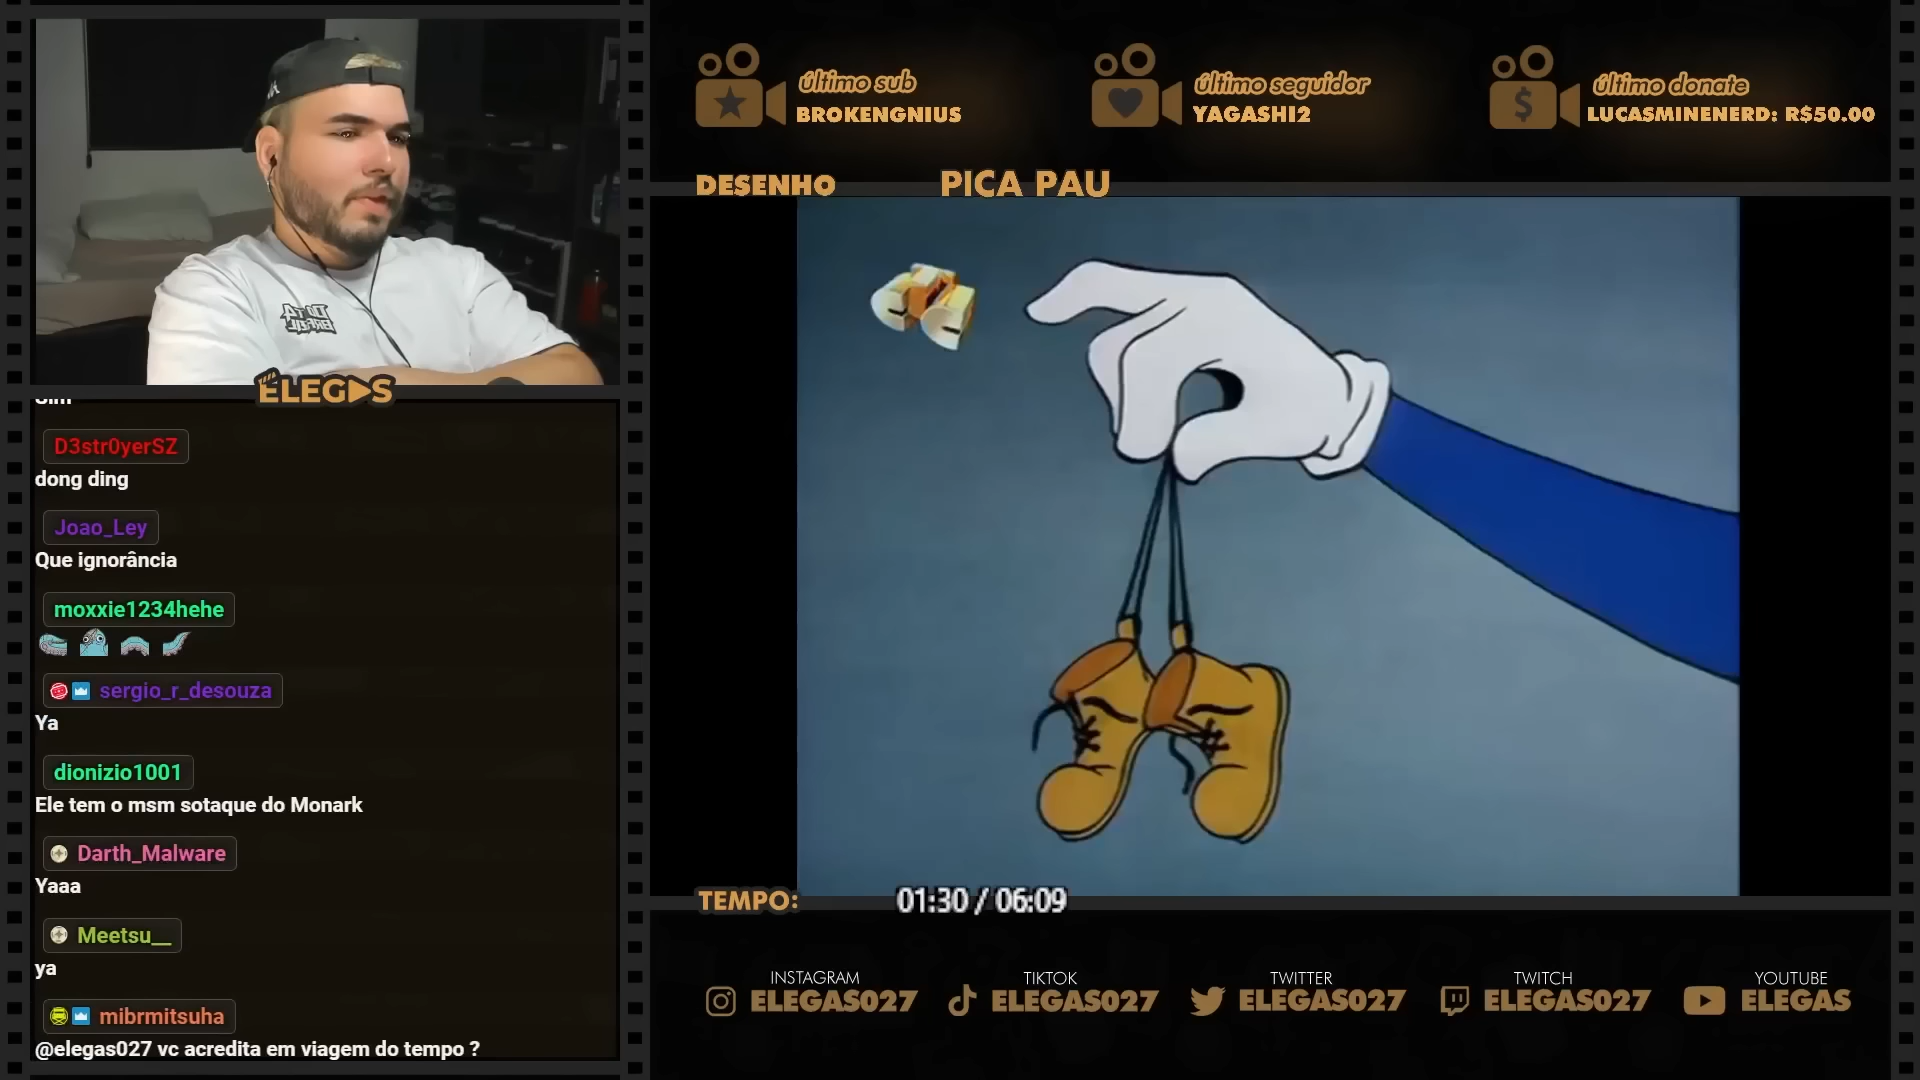 último sub
BROKENGNIUS
último seguidor
YAGASHI2
último donate
LUCASMINENERD: R$50.00
DESENHO
PICA PAU
ELEGAS
D3str0yerSZ
dong ding
Joao_Ley
Que ignorância
moxxie1234hehe
sergio_r_desouza
Ya
dionizio1001
Ele tem o msm sotaque do Monark
Darth_Malware
Yaaa
Meetsu__
ya
mibrmitsuha
@elegas027 vc acredita em viagem do tempo ?
TEMPO:
01:30 / 06:09
INSTAGRAM
ELEGAS027
TIKTOK
ELEGAS027
TWITTER
ELEGAS027
TWITCH
ELEGAS027
YOUTUBE
ELEGAS